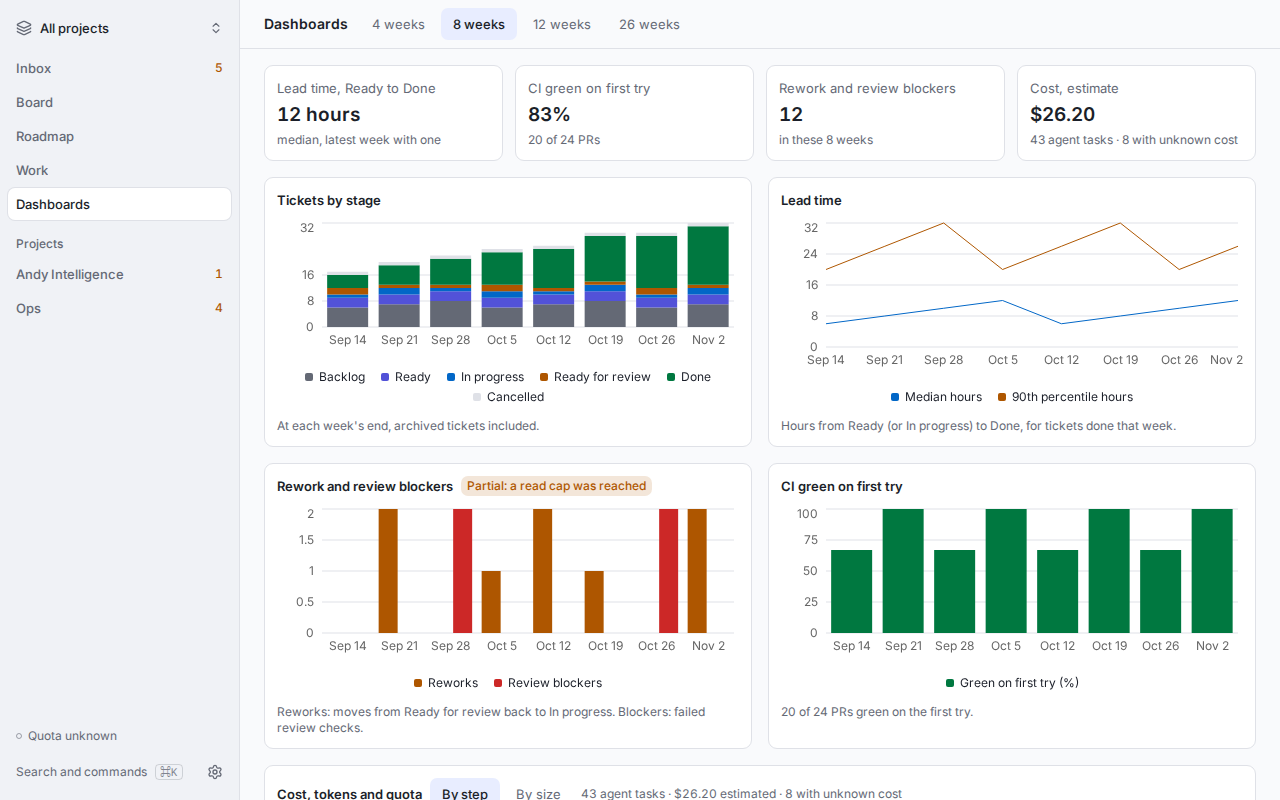 All projects
Inbox 5
Board
Roadmap
Work
Dashboards
Projects
Andy Intelligence 1
Ops 4
Quota unknown
Search and commands ⌘K
Dashboards 4 weeks 8 weeks 12 weeks 26 weeks
Lead time, Ready to Done
12 hours
median, latest week with one
CI green on first try
83%
20 of 24 PRs
Rework and review blockers
12
in these 8 weeks
Cost, estimate
$26.20
43 agent tasks · 8 with unknown cost
Tickets by stage
32
16
8
0
Sep 14 Sep 21 Sep 28 Oct 5 Oct 12 Oct 19 Oct 26 Nov 2
Backlog Ready In progress Ready for review Done
Cancelled
At each week's end, archived tickets included.
Lead time
32
24
16
8
0
Sep 14 Sep 21 Sep 28 Oct 5 Oct 12 Oct 19 Oct 26 Nov 2
Median hours 90th percentile hours
Hours from Ready (or In progress) to Done, for tickets done that week.
Rework and review blockers Partial: a read cap was reached
2
1.5
1
0.5
0
Sep 14 Sep 21 Sep 28 Oct 5 Oct 12 Oct 19 Oct 26 Nov 2
Reworks Review blockers
Reworks: moves from Ready for review back to In progress. Blockers: failed
review checks.
CI green on first try
100
75
50
25
0
Sep 14 Sep 21 Sep 28 Oct 5 Oct 12 Oct 19 Oct 26 Nov 2
Green on first try (%)
20 of 24 PRs green on the first try.
Cost, tokens and quota By step By size 43 agent tasks · $26.20 estimated · 8 with unknown cost